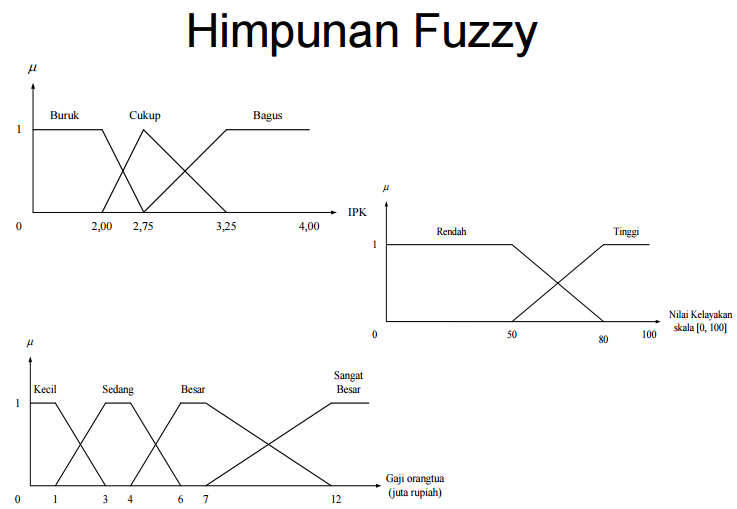 Himpunan Fuzzy
μ
Buruk Cukup Bagus
1
IPK
0 2,00 2,75 3,25 4,00
μ
Rendah Tinggi
1
Nilai Kelayakan
skala [0, 100]
0 50 80 100
μ
Sangat
Kecil Sedang Besar Besar
1
Gaji orangtua
(juta rupiah)
0 1 3 4 6 7 12